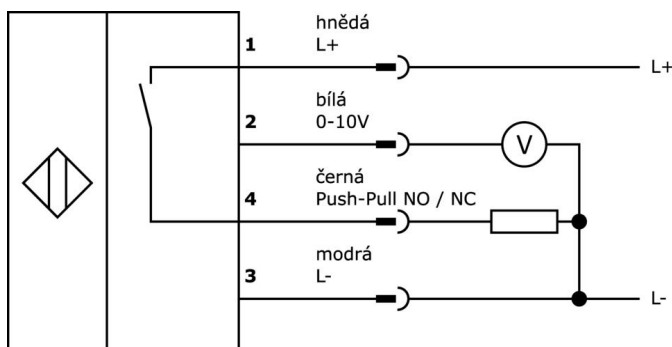 hnědá
1 L+
L+
bílá
2 0-10V
V
černá
4 Push-Pull NO / NC
modrá
3 L-
L-